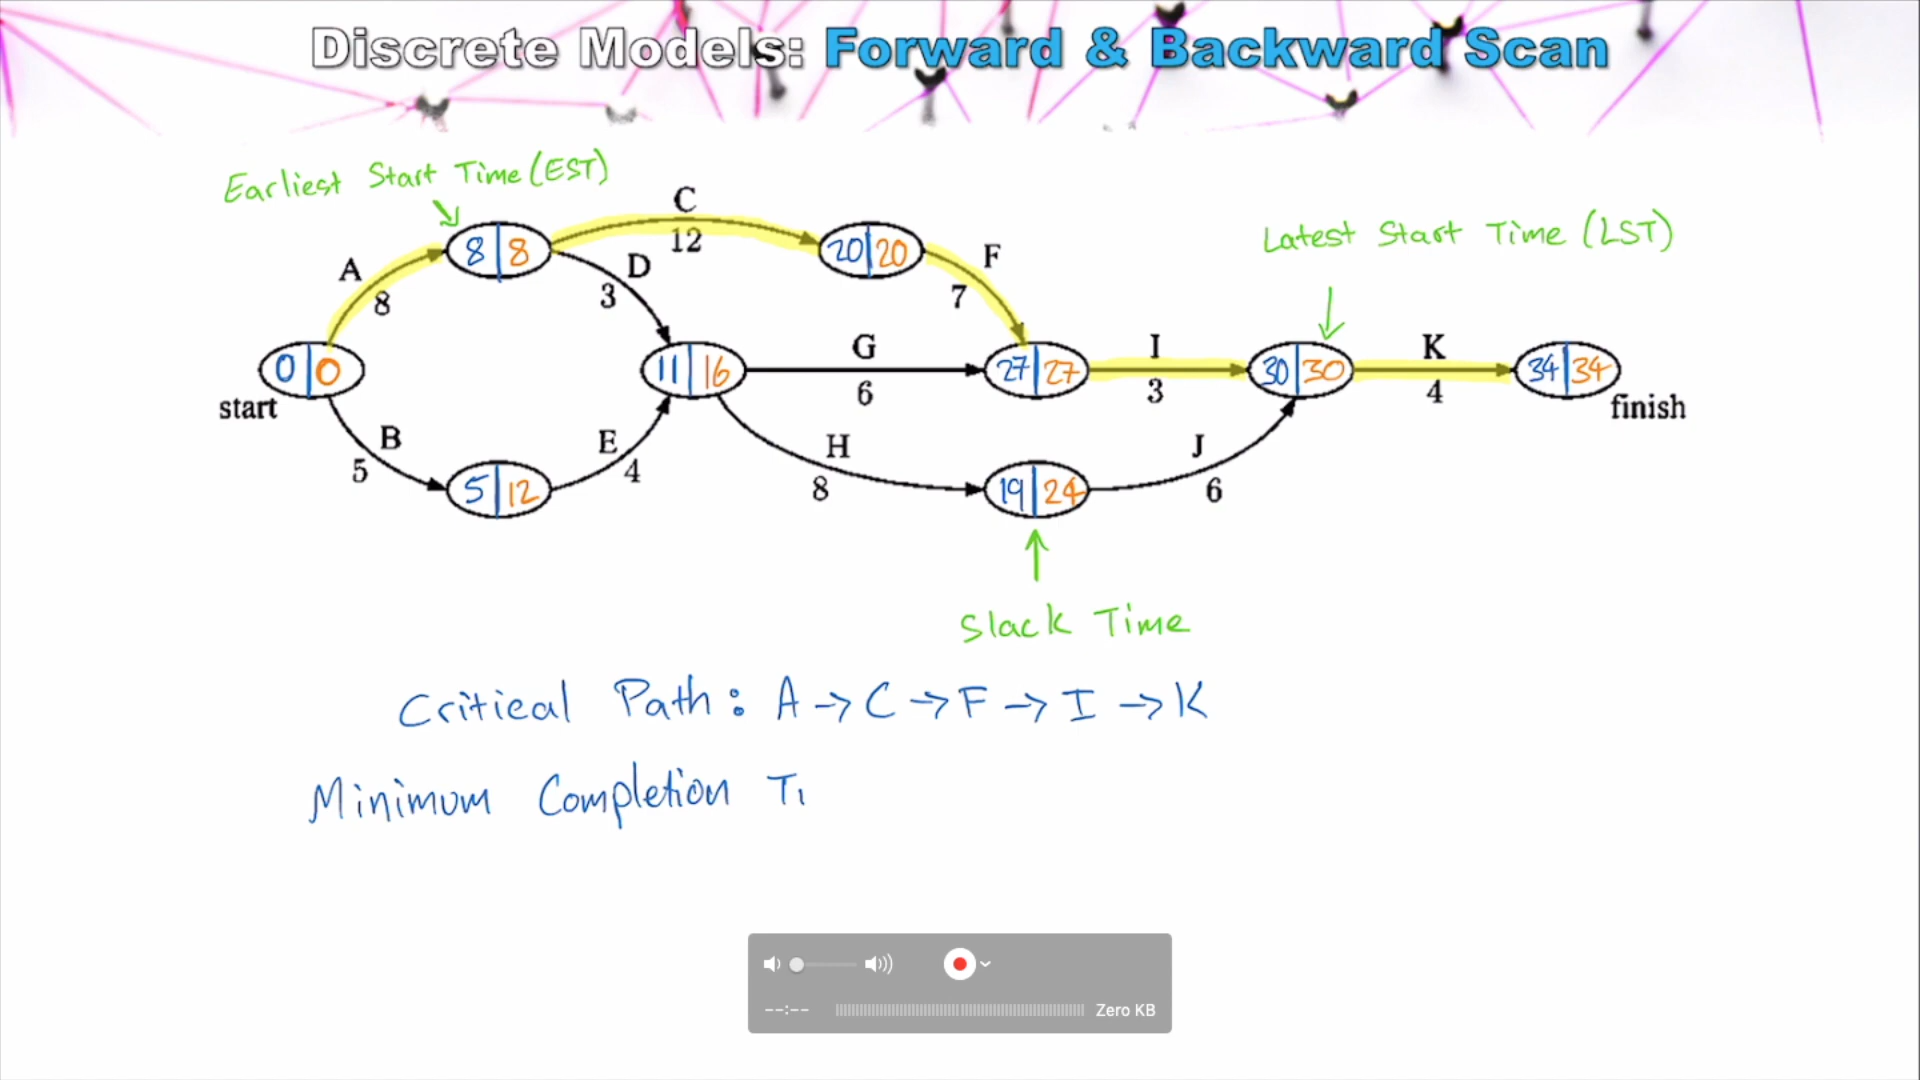 Discrete Models: Forward & Backward Scan
Earliest Start Time (EST)
C
12
Latest Start Time (LST)
8|8
20|20
A
8
D
3
F
7
0|0
start
11|16
G
6
27|27
I
3
30|30
K
4
34|34
finish
B
5
E
4
H
8
J
6
5|12
19|24
Slack Time
Critical Path: A -> C -> F -> I -> K
Minimum Completion Ti
--:--
Zero KB